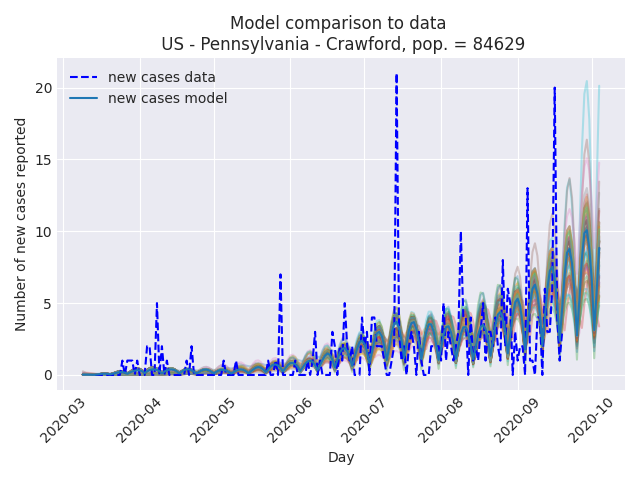 Model comparison to data
US - Pennsylvania - Crawford, pop. = 84629
new cases data
new cases model
Number of new cases reported
20
15
10
5
0
2020-03
2020-04
2020-05
2020-06
2020-07
2020-08
2020-09
2020-10
Day